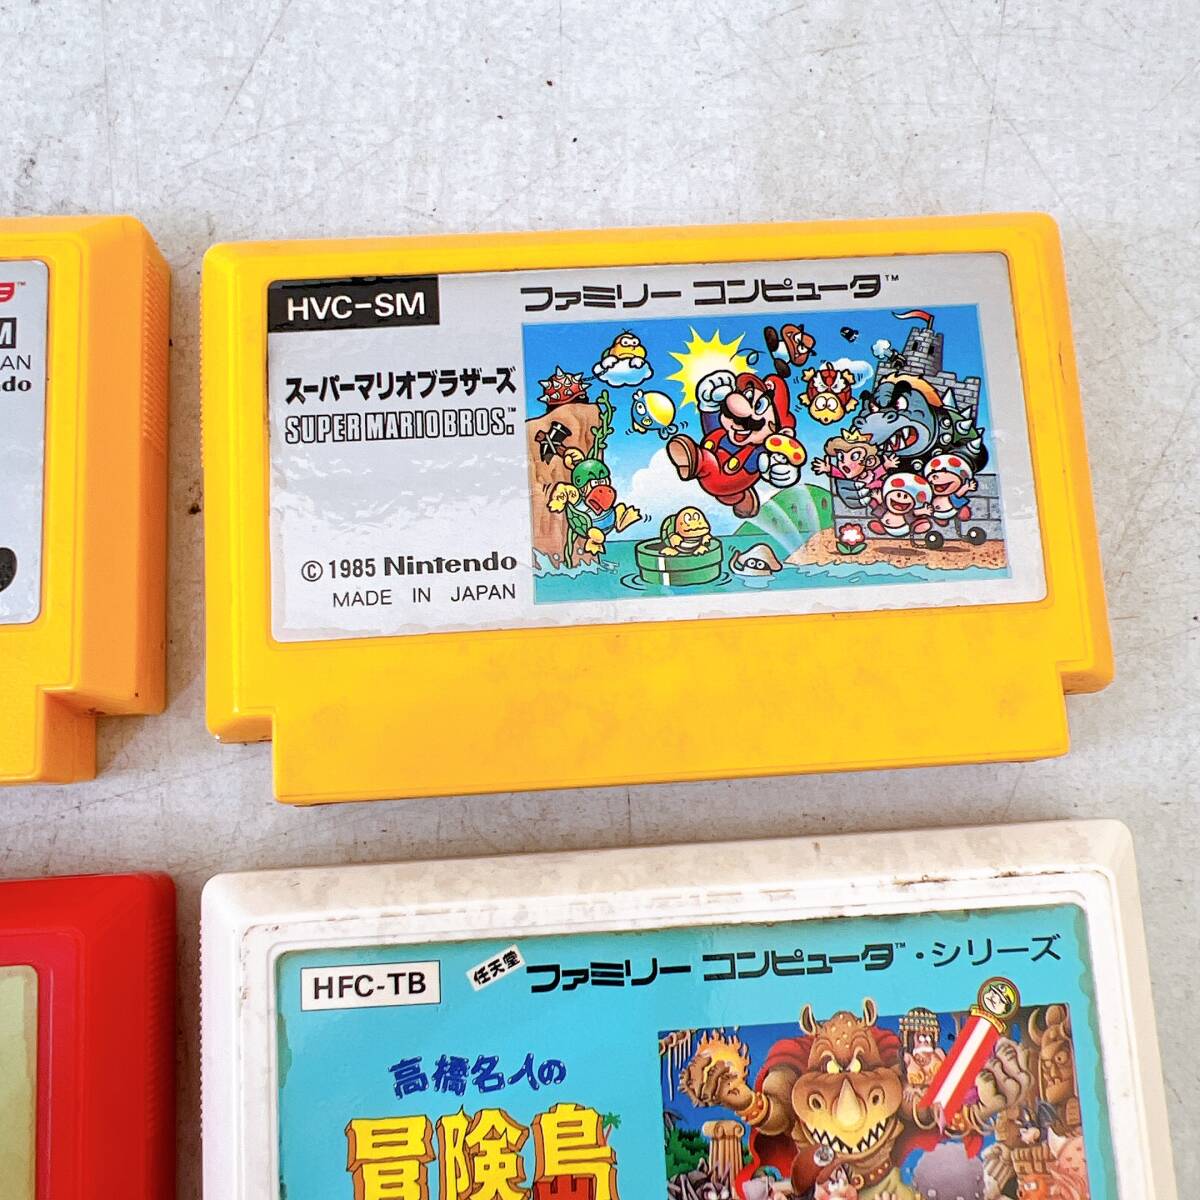 HVC-SM
ファミリー コンピュータ™
スーパーマリオブラザーズ
SUPER MARIO BROS.™
© 1985 Nintendo
MADE IN JAPAN
HFC-TB
任天堂
ファミリー コンピュータ™・シリーズ
高橋名人の
冒険島